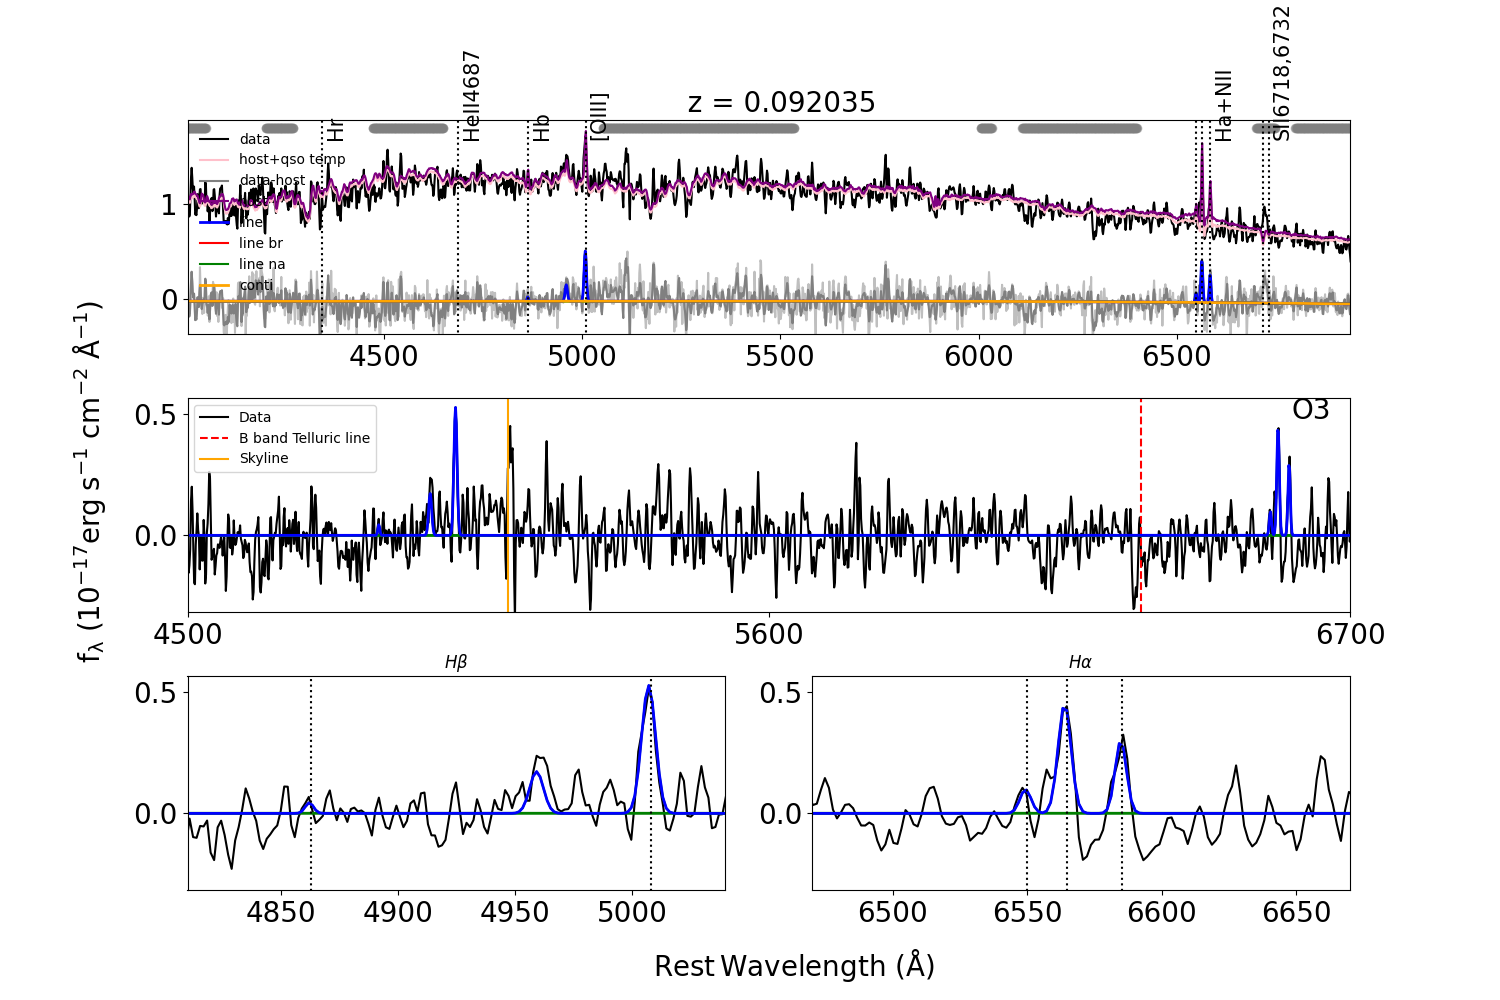 z = 0.092035
Hr
HeII4687
Hb
[OIII]
Ha+NII
SII6718,6732
data
host+qso temp
data-host
line
line br
line na
conti
1
0
4500
5000
5500
6000
6500
fλ (10⁻¹⁷erg s⁻¹ cm⁻² Å⁻¹)
O3
Data
B band Telluric line
Skyline
0.5
0.0
4500
5600
6700
Hβ
0.5
0.0
4850
4900
4950
5000
Hα
0.5
0.0
6500
6550
6600
6650
Rest Wavelength (Å)